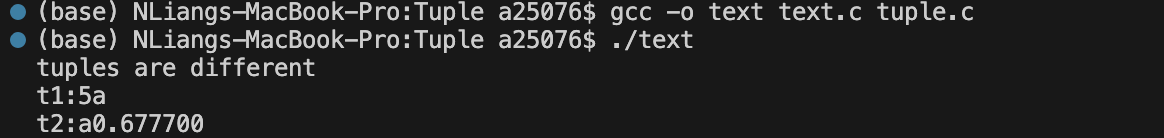 (base) NLiangs-MacBook-Pro:Tuple a25076$ gcc -o text text.c tuple.c
(base) NLiangs-MacBook-Pro:Tuple a25076$ ./text
tuples are different
t1:5a
t2:a0.677700